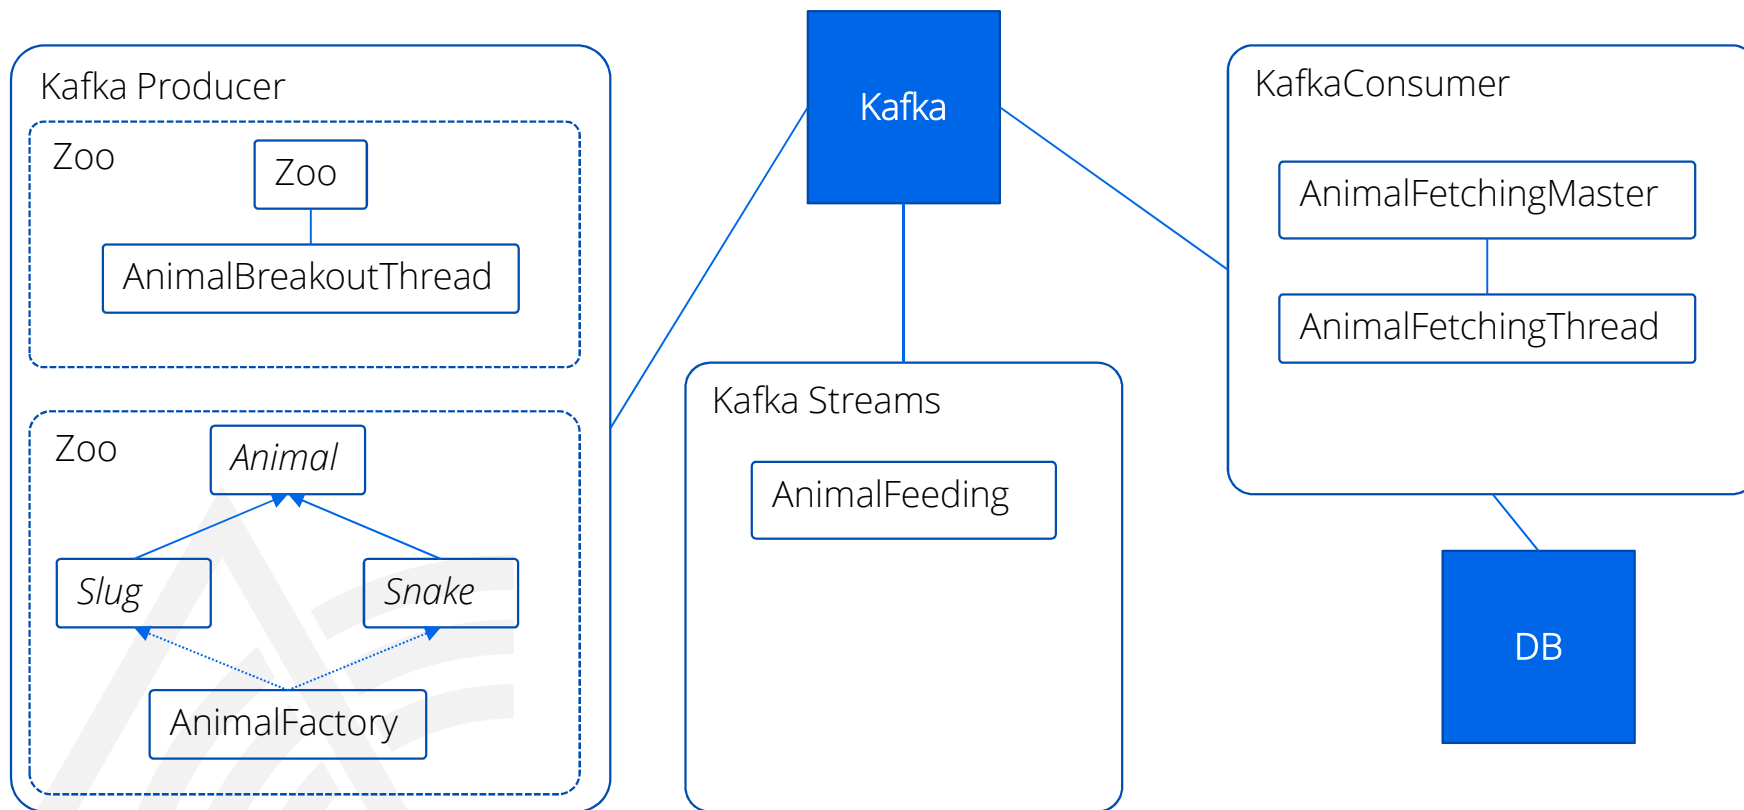 Kafka Producer
Zoo
Zoo
AnimalBreakoutThread
Zoo
Animal
Slug
Snake
AnimalFactory
Kafka
Kafka Streams
AnimalFeeding
KafkaConsumer
AnimalFetchingMaster
AnimalFetchingThread
DB